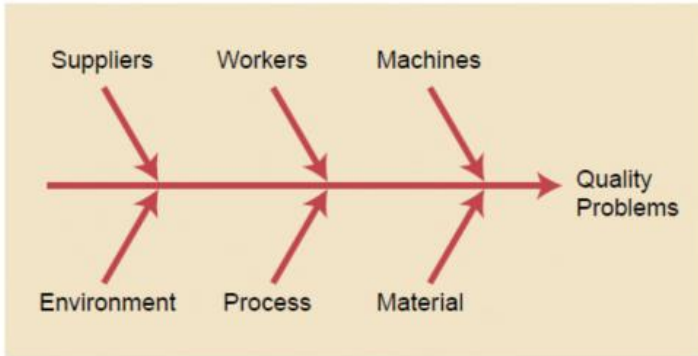 Suppliers
Workers
Machines
Quality
Problems
Environment
Process
Material